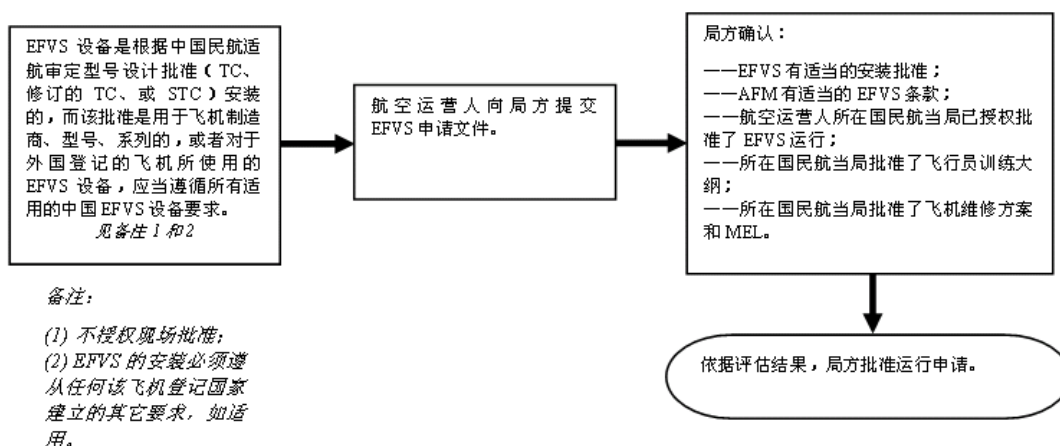 EFVS 设备是根据中国民航适
航审定型号设计批准（TC、
修订的 TC、或 STC）安装
的，而该批准是用于飞机制造
商、型号、系列的，或者对于
外国登记的飞机所使用的
EFVS 设备，应当遵循所有适
用的中国 EFVS 设备要求。
见备注 1 和 2
航空运营人向局方提交
EFVS 申请文件。
局方确认：
——EFVS 有适当的安装批准；
——AFM 有适当的 EFVS 条款；
——航空运营人所在国民航当局已授权批
准了 EFVS 运行；
——所在国民航当局批准了飞行员训练大
纲；
——所在国民航当局批准了飞机维修方案
和 MEL。
备注：
(1) 不授权现场批准；
(2) EFVS 的安装必须遵
从任何该飞机登记国家
建立的其它要求，如适
用。
依据评估结果，局方批准运行申请。